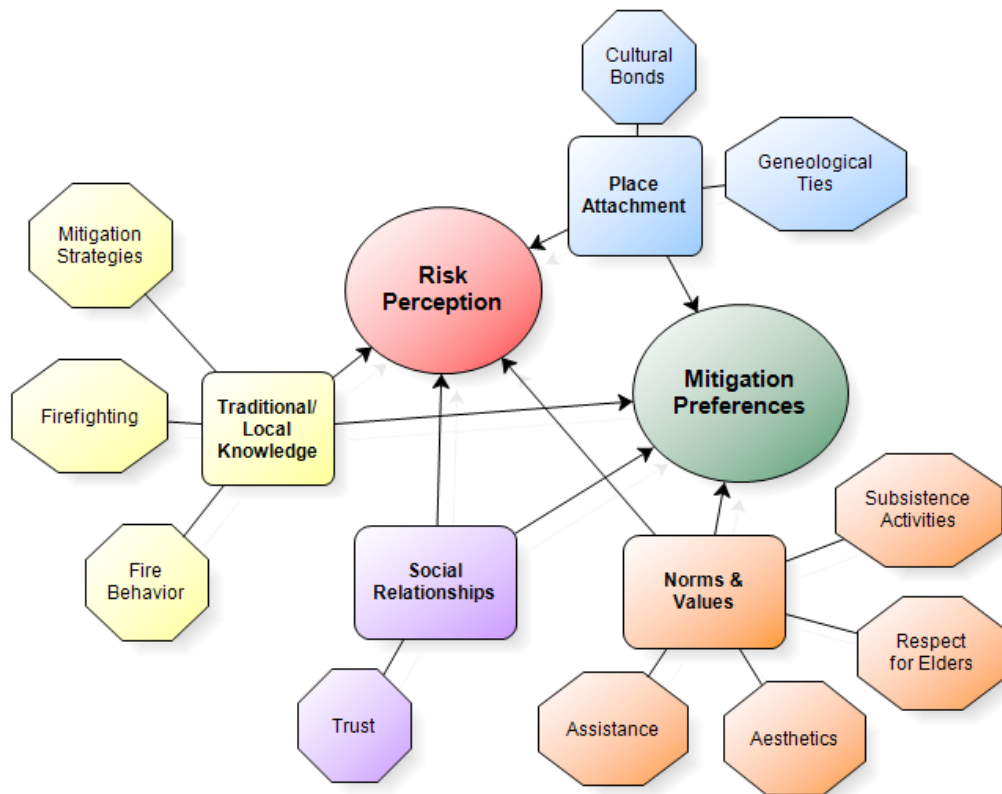 Cultural
Bonds
Geneological
Ties
Place
Attachment
Mitigation
Strategies
Risk
Perception
Mitigation
Preferences
Firefighting
Traditional/
Local
Knowledge
Subsistence
Activities
Fire
Behavior
Social
Relationships
Norms &
Values
Respect
for Elders
Trust
Assistance
Aesthetics